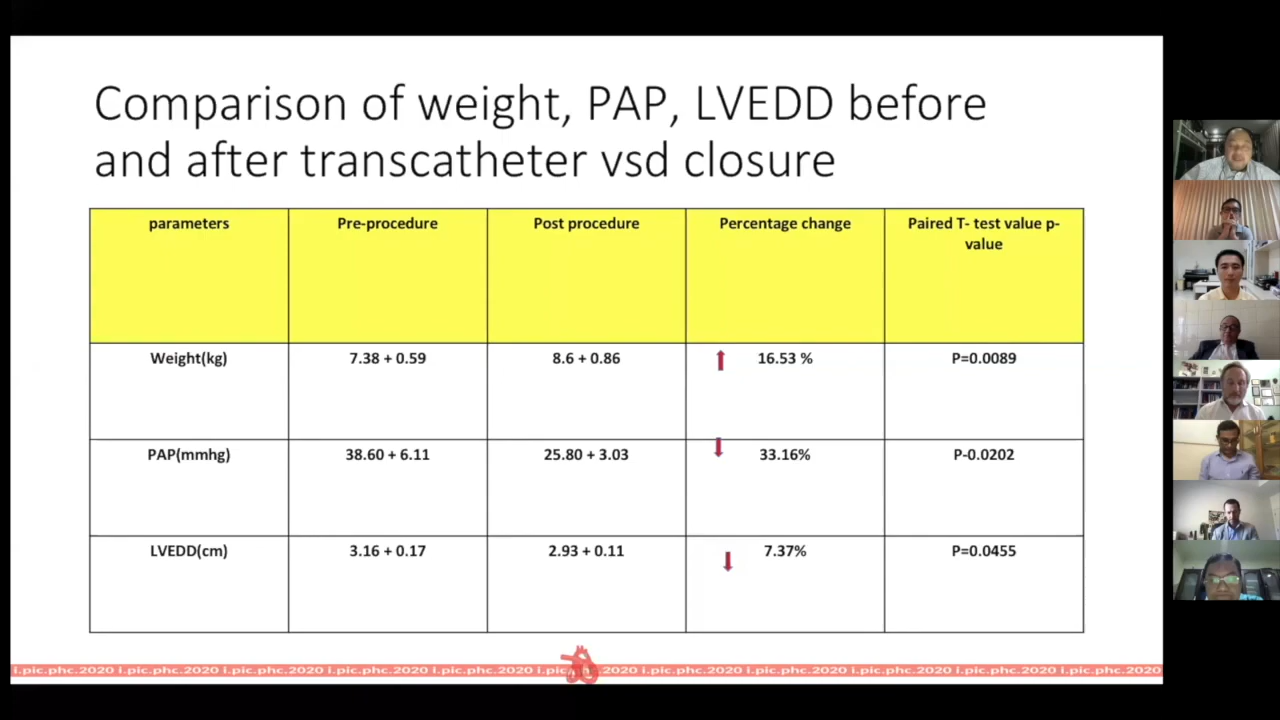 Comparison of weight, PAP, LVEDD before
and after transcatheter vsd closure
parameters
Pre-procedure
Post procedure
Percentage change
Paired T- test value p-
value
Weight(kg)
7.38 + 0.59
8.6 + 0.86
16.53 %
P=0.0089
PAP(mmhg)
38.60 + 6.11
25.80 + 3.03
33.16%
P-0.0202
LVEDD(cm)
3.16 + 0.17
2.93 + 0.11
7.37%
P=0.0455
i.pic.phc.2020 i.pic.phc.2020 i.pic.phc.2020 i.pic.phc.2020 i.pic.phc.2020 i.pic.phc.2020 i.pic.phc.2020 i.pic.phc.2020 i.pic.phc.2020